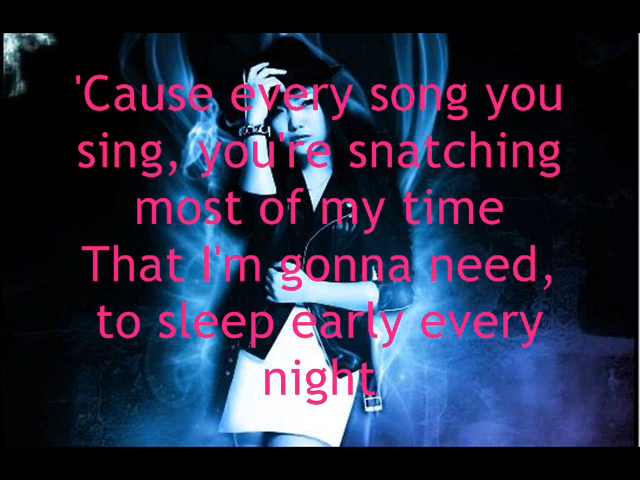 'Cause every song you
sing, you're snatching
most of my time
That I'm gonna need,
to sleep early every
night